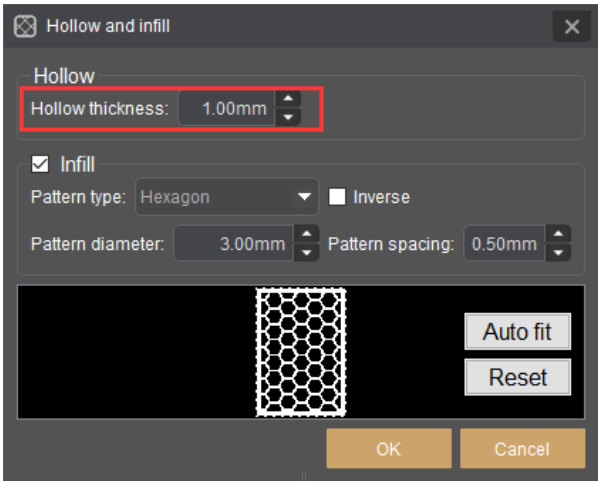 Hollow and infill
Hollow
Hollow thickness: 1.00mm
Infill
Pattern type: Hexagon Inverse
Pattern diameter: 3.00mm Pattern spacing: 0.50mm
Auto fit
Reset
OK Cancel